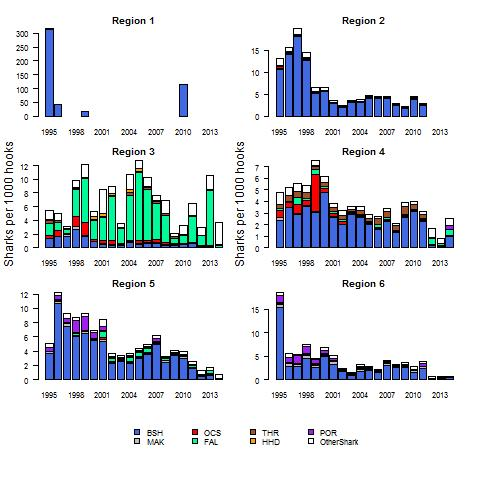 Region 1
Region 2
300
250
200
150
100
50
0
15
10
5
0
1995 1998 2001 2004 2007 2010 2013
1995 1998 2001 2004 2007 2010 2013
Sharks per 1000 hooks
Sharks per 1000 hooks
Region 3
Region 4
12
10
8
6
4
2
0
7
6
5
4
3
2
1
0
1995 1998 2001 2004 2007 2010 2013
1995 1998 2001 2004 2007 2010 2013
Region 5
Region 6
12
10
8
6
4
2
0
15
10
5
0
1995 1998 2001 2004 2007 2010 2013
1995 1998 2001 2004 2007 2010 2013
BSH OCS THR POR
MAK FAL HHD OtherShark